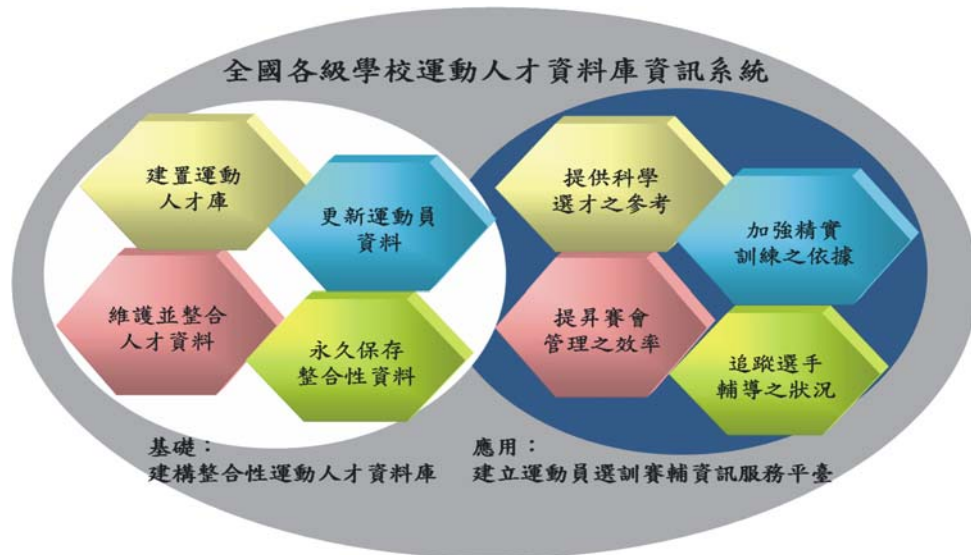 全國各級學校運動人才資料庫資訊系統
建置運動
人才庫
更新運動員
資料
維護並整合
人才資料
永久保存
整合性資料
基礎：
建構整合性運動人才資料庫
提供科學
選才之參考
加強精實
訓練之依據
提昇賽會
管理之效率
追蹤選手
輔導之狀況
應用：
建立運動員選訓賽輔資訊服務平臺